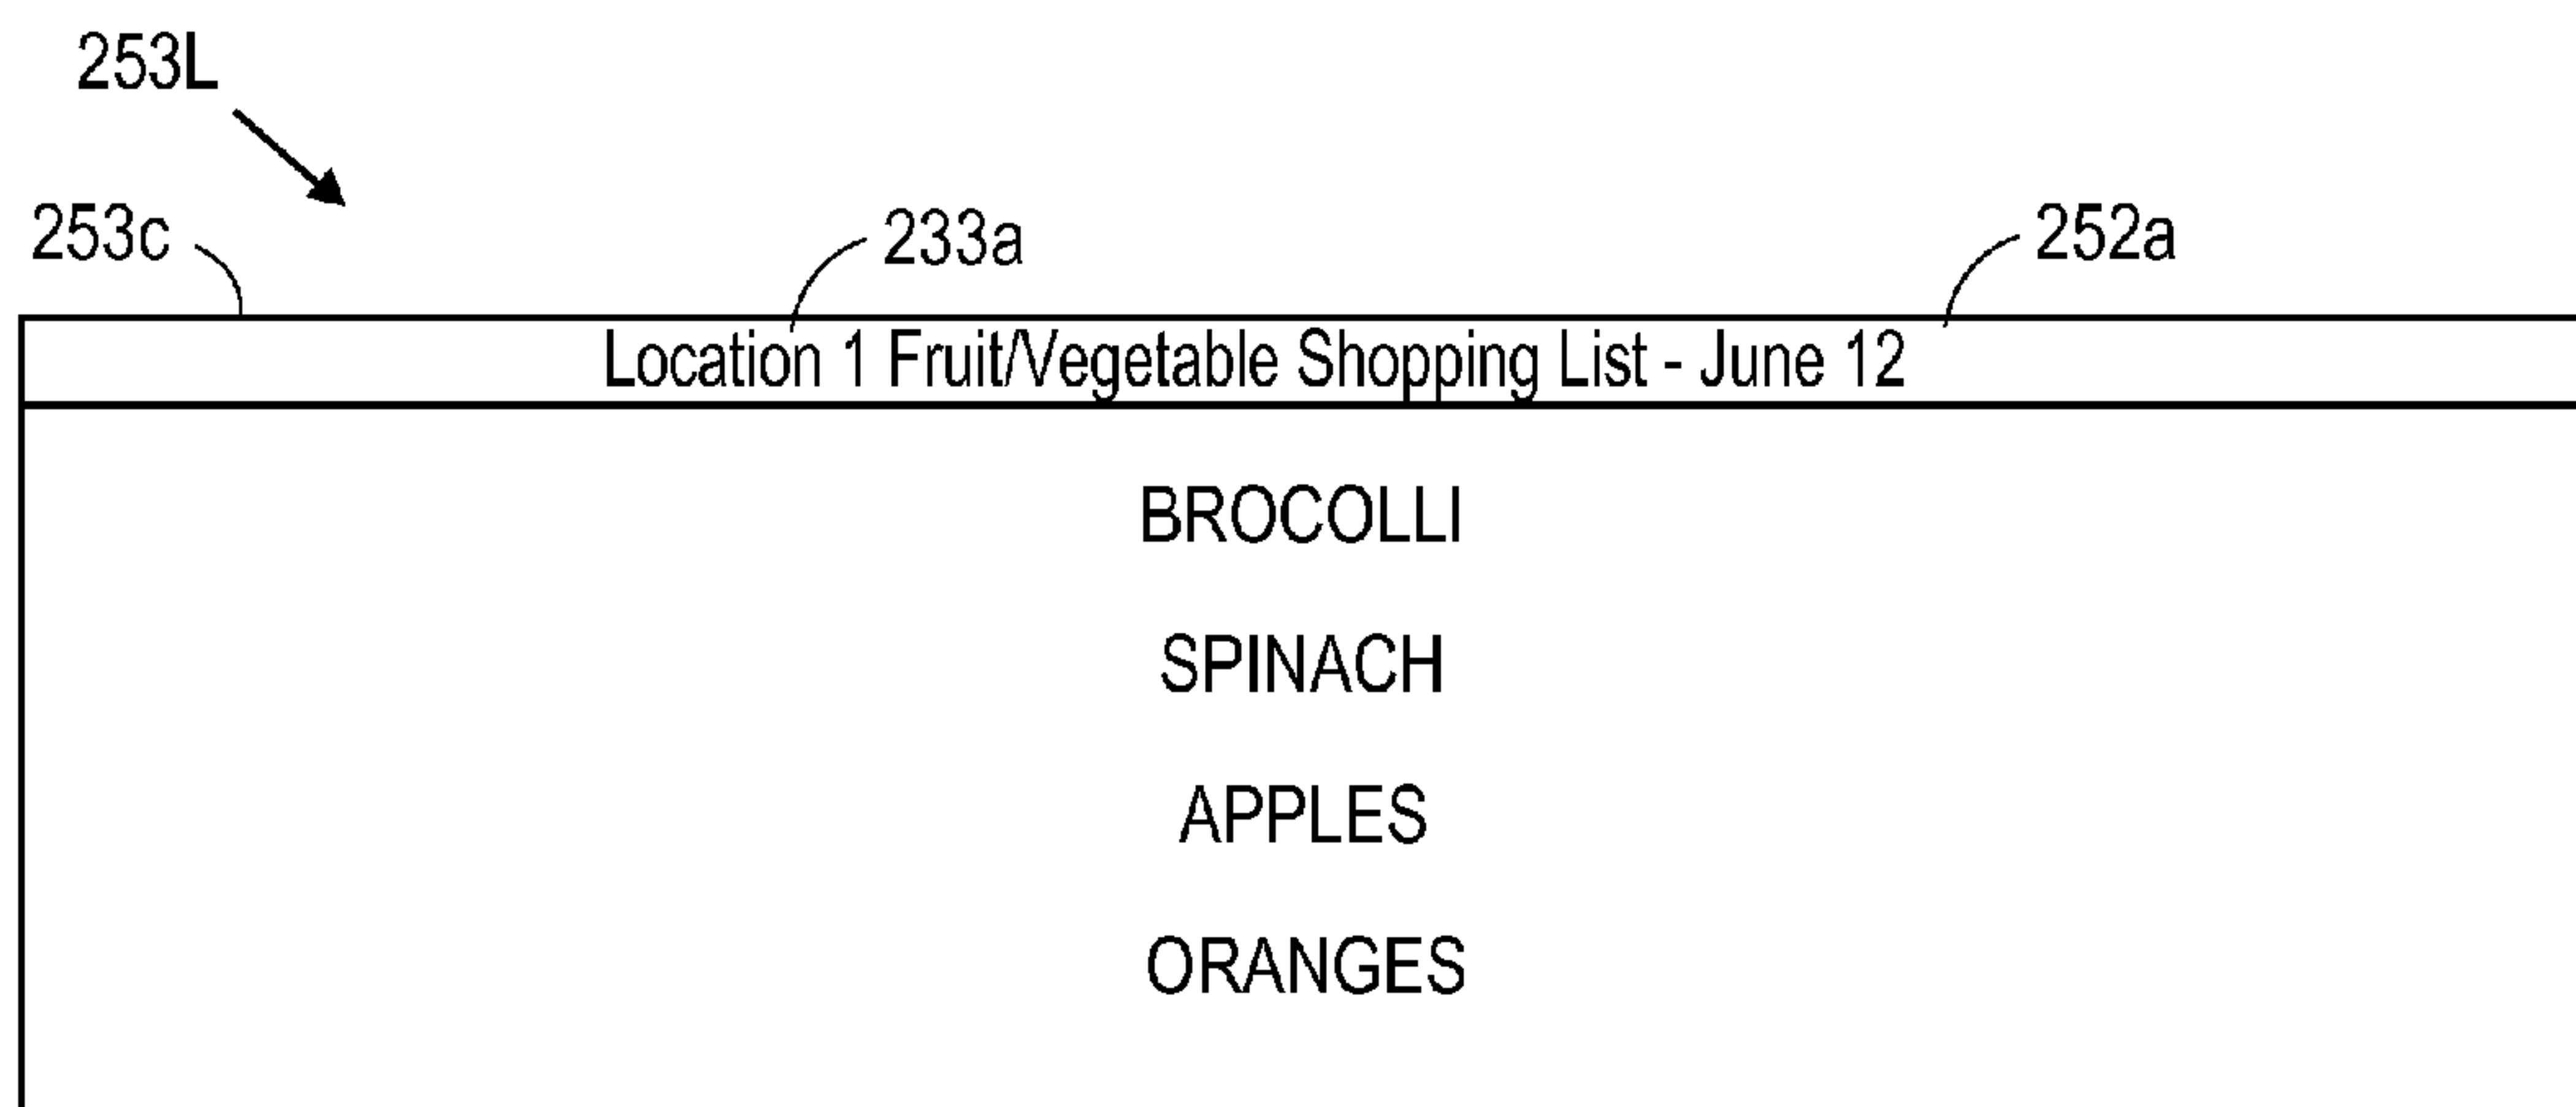 253L
253c 233a 252a
Location 1 Fruit/Vegetable Shopping List - June 12
BROCOLLI
SPINACH
APPLES
ORANGES